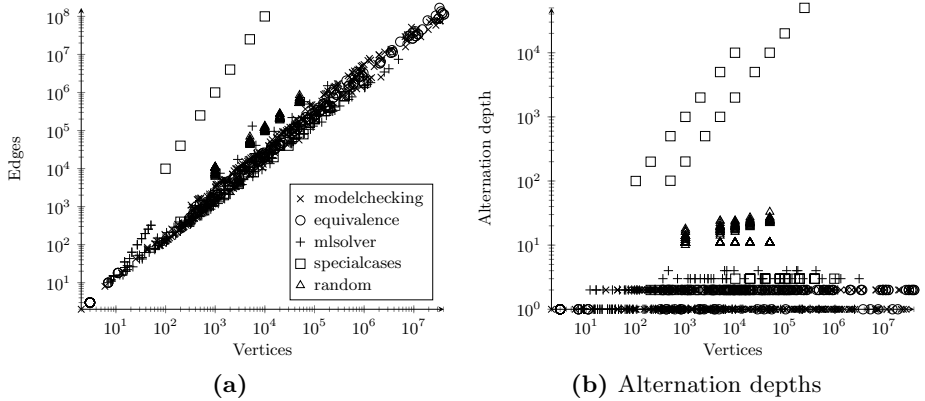 10^8
10^7
10^6
10^5
10^4
10^3
10^2
10^1
Edges
modelchecking
equivalence
mlsolver
specialcases
random
10^1 10^2 10^3 10^4 10^5 10^6 10^7
Vertices
(a)
10^4
10^3
10^2
10^1
10^0
Alternation depth
10^1 10^2 10^3 10^4 10^5 10^6 10^7
Vertices
(b) Alternation depths